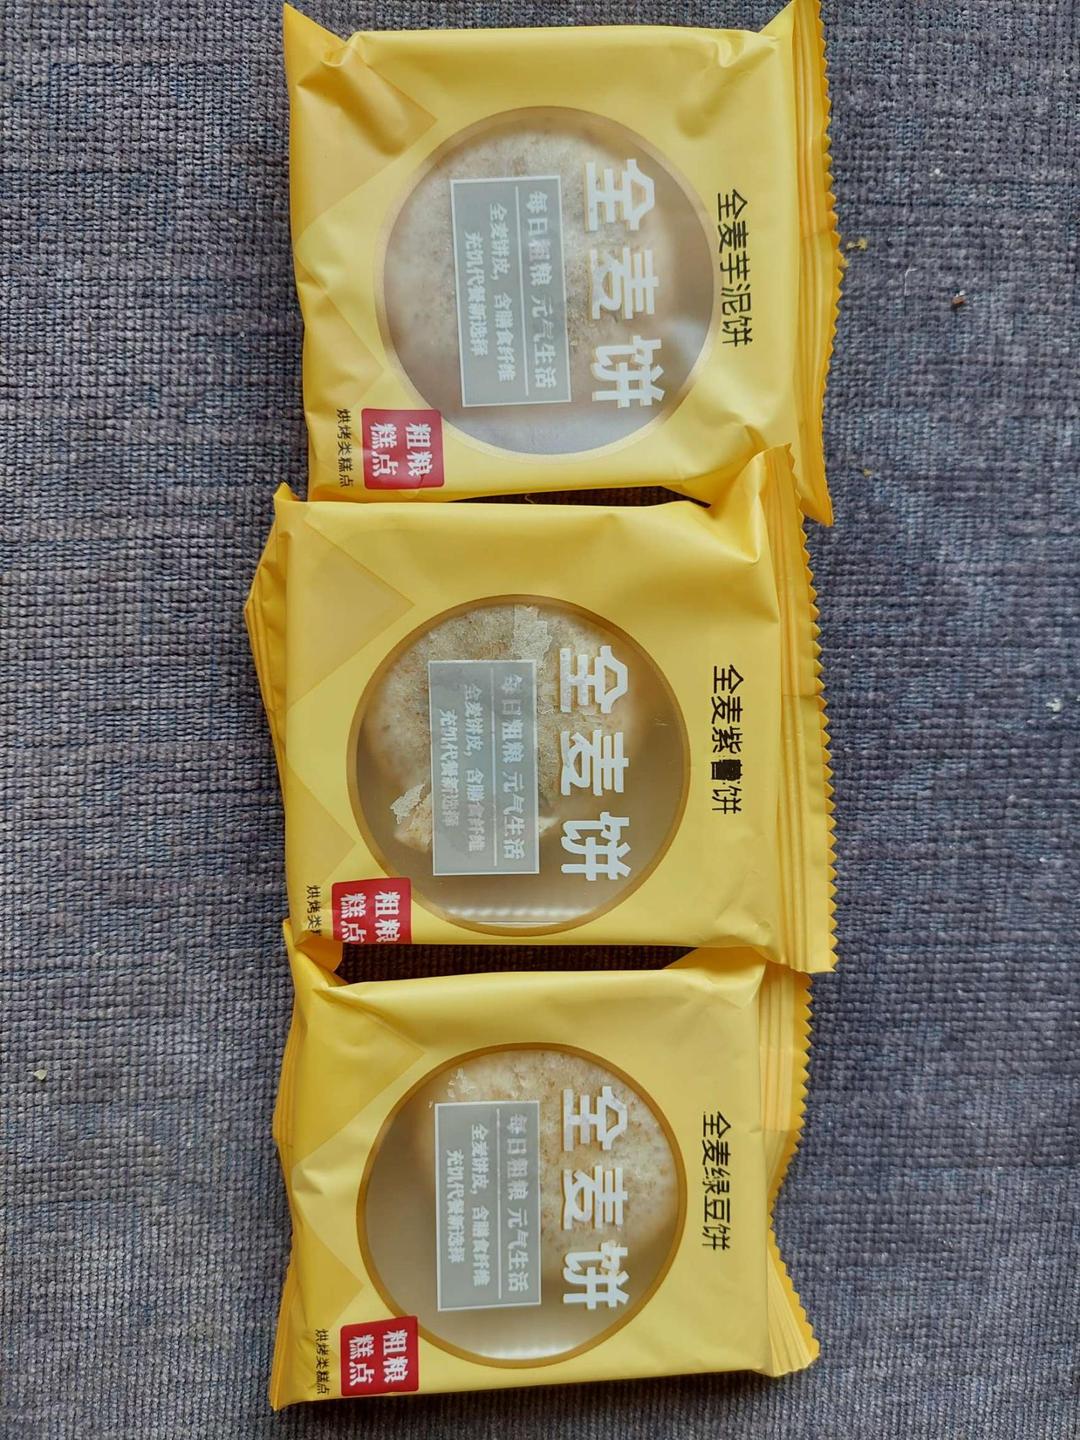 全麦芋泥饼
全麦饼
每日粗粮 元气生活
全麦饼皮，含膳食纤维
充饥代餐新选择
粗粮
糕点
烘烤类糕点
全麦紫薯饼
全麦饼
每日粗粮 元气生活
全麦饼皮，含膳食纤维
充饥代餐新选择
粗粮
糕点
烘烤类
全麦绿豆饼
全麦饼
每日粗粮 元气生活
全麦饼皮，含膳食纤维
充饥代餐新选择
粗粮
糕点
烘烤类糕点